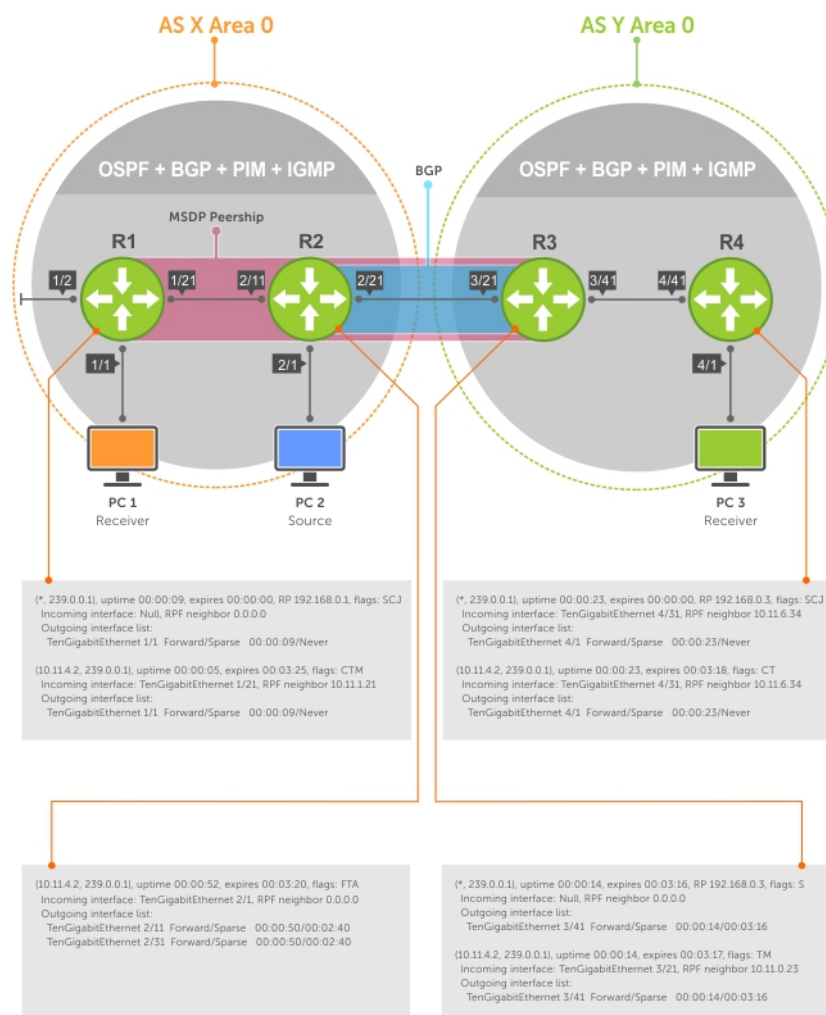 AS X Area 0
AS Y Area 0
OSPF + BGP + PIM + IGMP
BGP
OSPF + BGP + PIM + IGMP
MSDP Peership
R1
R2
R3
R4
1/2
1/21
2/11
2/21
3/21
3/41
4/41
1/1
2/1
4/1
PC 1
Receiver
PC 2
Source
PC 3
Receiver
(*, 239.0.0.1), uptime 00:00:09, expires 00:00:00, RP 192.168.0.1, flags: SCJ
Incoming interface: Null, RPF neighbor 0.0.0.0
Outgoing interface list:
TenGigabitEthernet 1/1 Forward/Sparse 00:00:09/Never
(10.11.4.2, 239.0.0.1), uptime 00:00:05, expires 00:03:25, flags: CTM
Incoming interface: TenGigabitEthernet 1/21, RPF neighbor 10.11.1.21
Outgoing interface list:
TenGigabitEthernet 1/1 Forward/Sparse 00:00:09/Never
(*, 239.0.0.1), uptime 00:00:23, expires 00:00:00, RP 192.168.0.3, flags: SCJ
Incoming interface: TenGigabitEthernet 4/31, RPF neighbor 10.11.6.34
Outgoing interface list:
TenGigabitEthernet 4/1 Forward/Sparse 00:00:23/Never
(10.11.4.2, 239.0.0.1), uptime 00:00:23, expires 00:03:18, flags: CT
Incoming interface: TenGigabitEthernet 4/31, RPF neighbor 10.11.6.34
Outgoing interface list:
TenGigabitEthernet 4/1 Forward/Sparse 00:00:23/Never
(10.11.4.2, 239.0.0.1), uptime 00:00:52, expires 00:03:20, flags: FTA
Incoming interface: TenGigabitEthernet 2/1, RPF neighbor 0.0.0.0
Outgoing interface list:
TenGigabitEthernet 2/11 Forward/Sparse 00:00:50/00:02:40
TenGigabitEthernet 2/31 Forward/Sparse 00:00:50/00:02:40
(*, 239.0.0.1), uptime 00:00:14, expires 00:03:16, RP 192.168.0.3, flags: S
Incoming interface: Null, RPF neighbor 0.0.0.0
Outgoing interface list:
TenGigabitEthernet 3/41 Forward/Sparse 00:00:14/00:03:16
(10.11.4.2, 239.0.0.1), uptime 00:00:14, expires 00:03:17, flags: TM
Incoming interface: TenGigabitEthernet 3/21, RPF neighbor 10.11.0.23
Outgoing interface list:
TenGigabitEthernet 3/41 Forward/Sparse 00:00:14/00:03:16